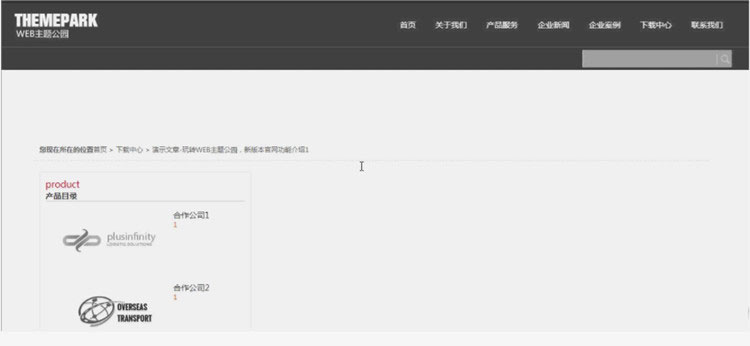 THEMEPARK
WEB主题公园
首页 关于我们 产品服务 企业新闻 企业案例 下载中心 联系我们
您现在所在的位置首页 > 下载中心 > 演示文章-玩转WEB主题公园，新版本官网功能介绍1
product
产品目录
合作公司1
1
plusinfinity
LOGISTIC SOLUTIONS
合作公司2
1
OVERSEAS
TRANSPORT